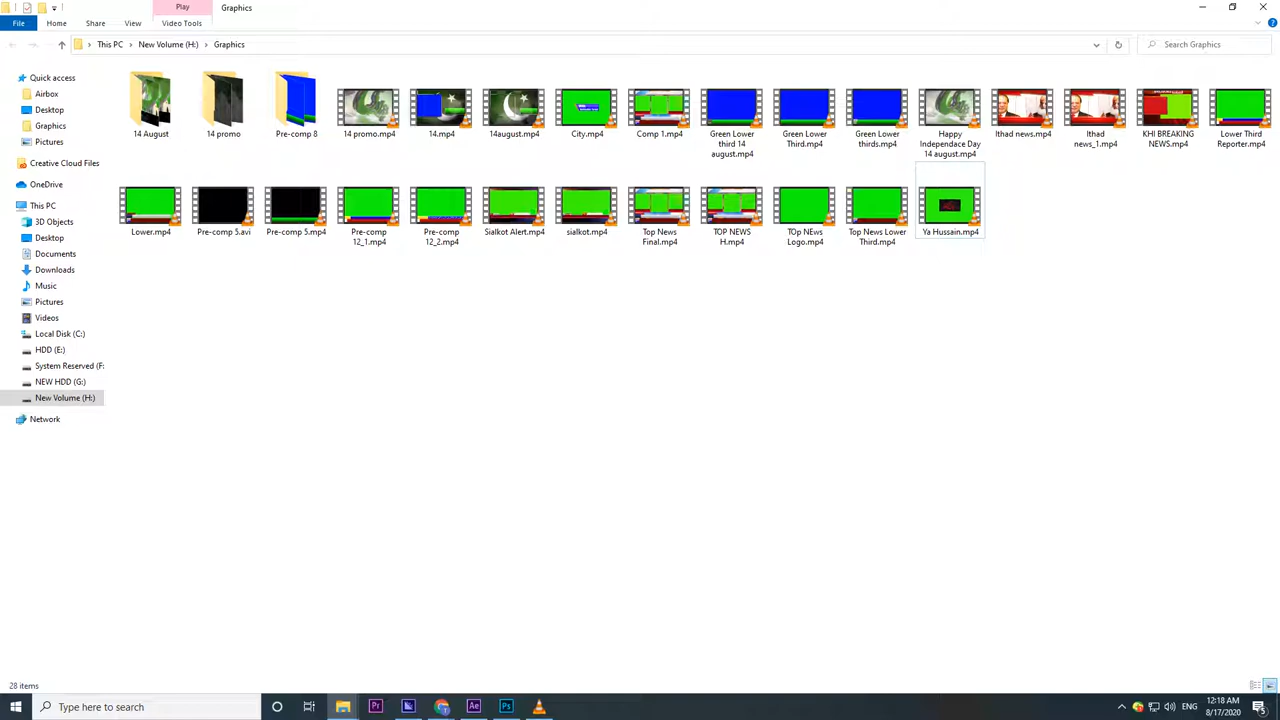 Play
Graphics
File
Home
Share
View
Video Tools
This PC
New Volume (H:)
Graphics
Search Graphics
Quick access
Airbox
Desktop
Graphics
Pictures
Creative Cloud Files
OneDrive
This PC
3D Objects
Desktop
Documents
Downloads
Music
Pictures
Videos
Local Disk (C:)
HDD (E:)
System Reserved (F:
NEW HDD (G:)
New Volume (H:)
Network
14 August
14 promo
Pre-comp 8
14 promo.mp4
14.mp4
14august.mp4
City.mp4
Comp 1.mp4
Green Lower
third 14
august.mp4
Green Lower
Third.mp4
Green Lower
thirds.mp4
Happy
Independace Day
14 august.mp4
Ithad news.mp4
Ithad
news_1.mp4
KHI BREAKING
NEWS.mp4
Lower Third
Reporter.mp4
Lower.mp4
Pre-comp 5.avi
Pre-comp 5.mp4
Pre-comp
12_1.mp4
Pre-comp
12_2.mp4
Sialkot Alert.mp4
sialkot.mp4
Top News
Final.mp4
TOP NEWS
H.mp4
TOp NEws
Logo.mp4
Top News Lower
Third.mp4
Ya Hussain.mp4
28 items
Type here to search
Pr
Ae
Ps
ENG
12:18 AM
8/17/2020
5